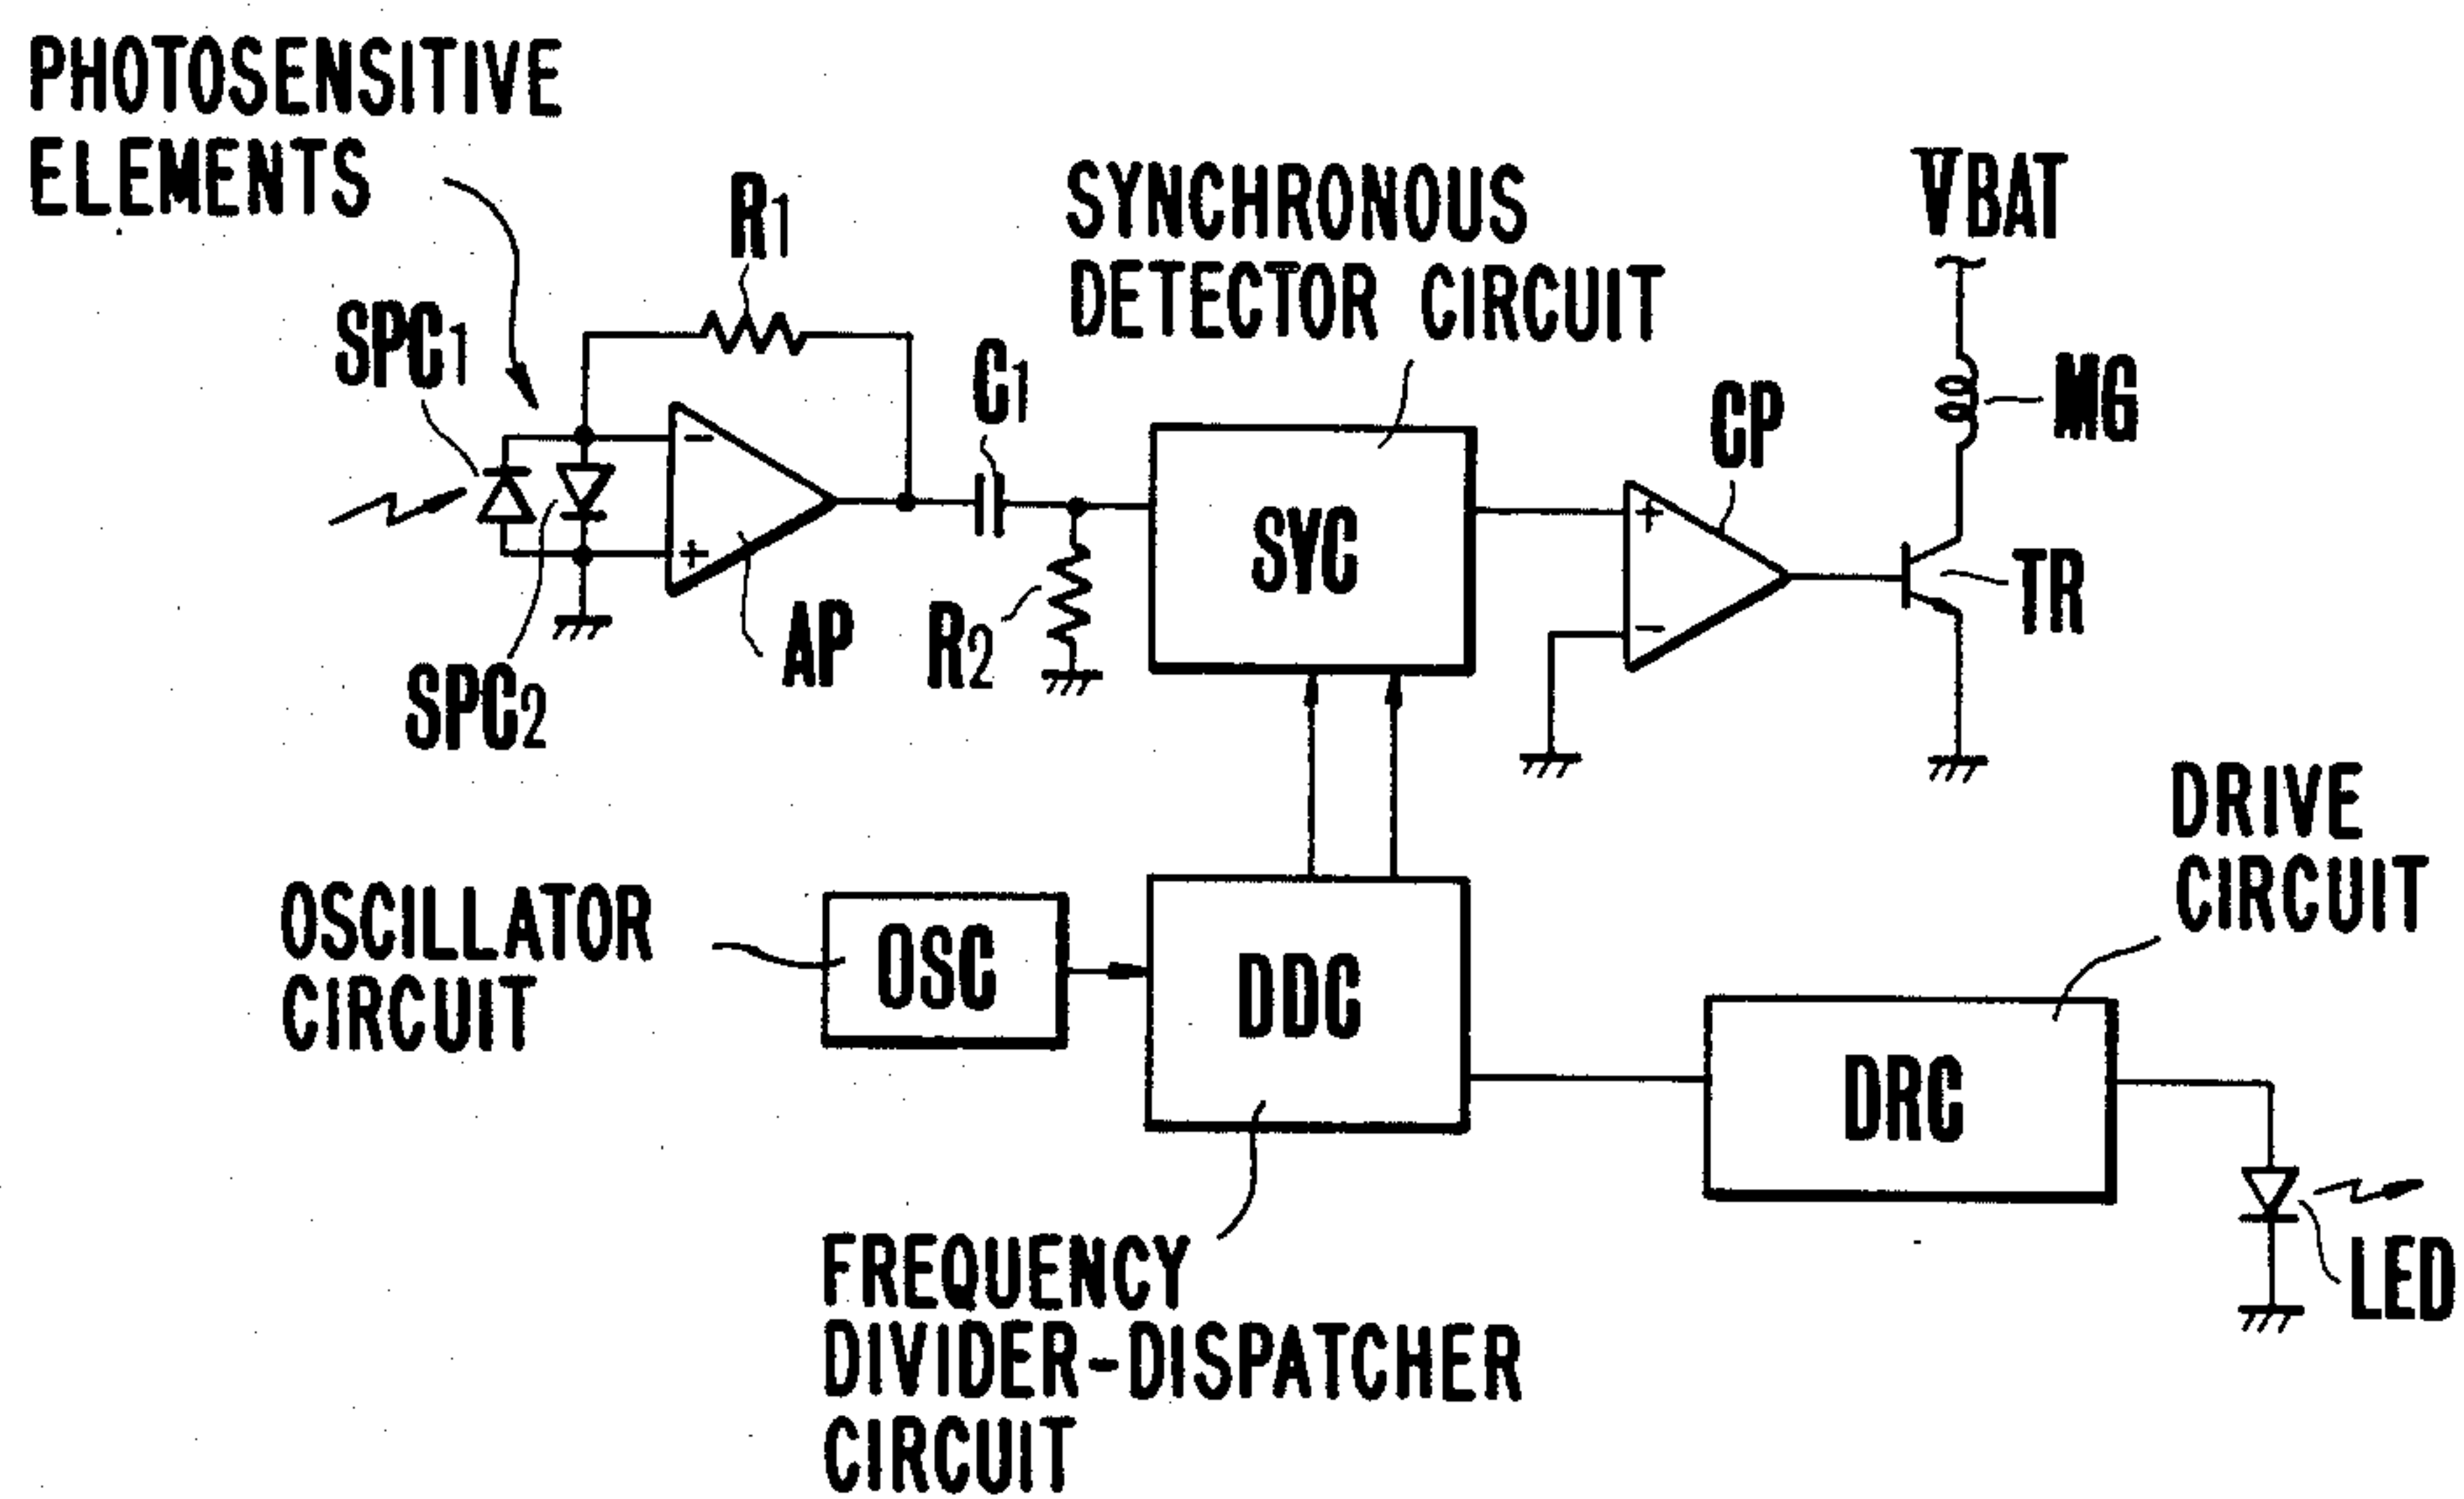 PHOTOSENSITIVE
ELEMENTS
R1
SYNCHRONOUS
DETECTOR CIRCUIT
VBAT
SPC1
C1
CP
MG
-
+
+
-
SYC
TR
AP
R2
SPC2
DRIVE
CIRCUIT
OSCILLATOR
CIRCUIT
OSC
DDC
DRC
FREQUENCY
DIVIDER-DISPATCHER
CIRCUIT
LED